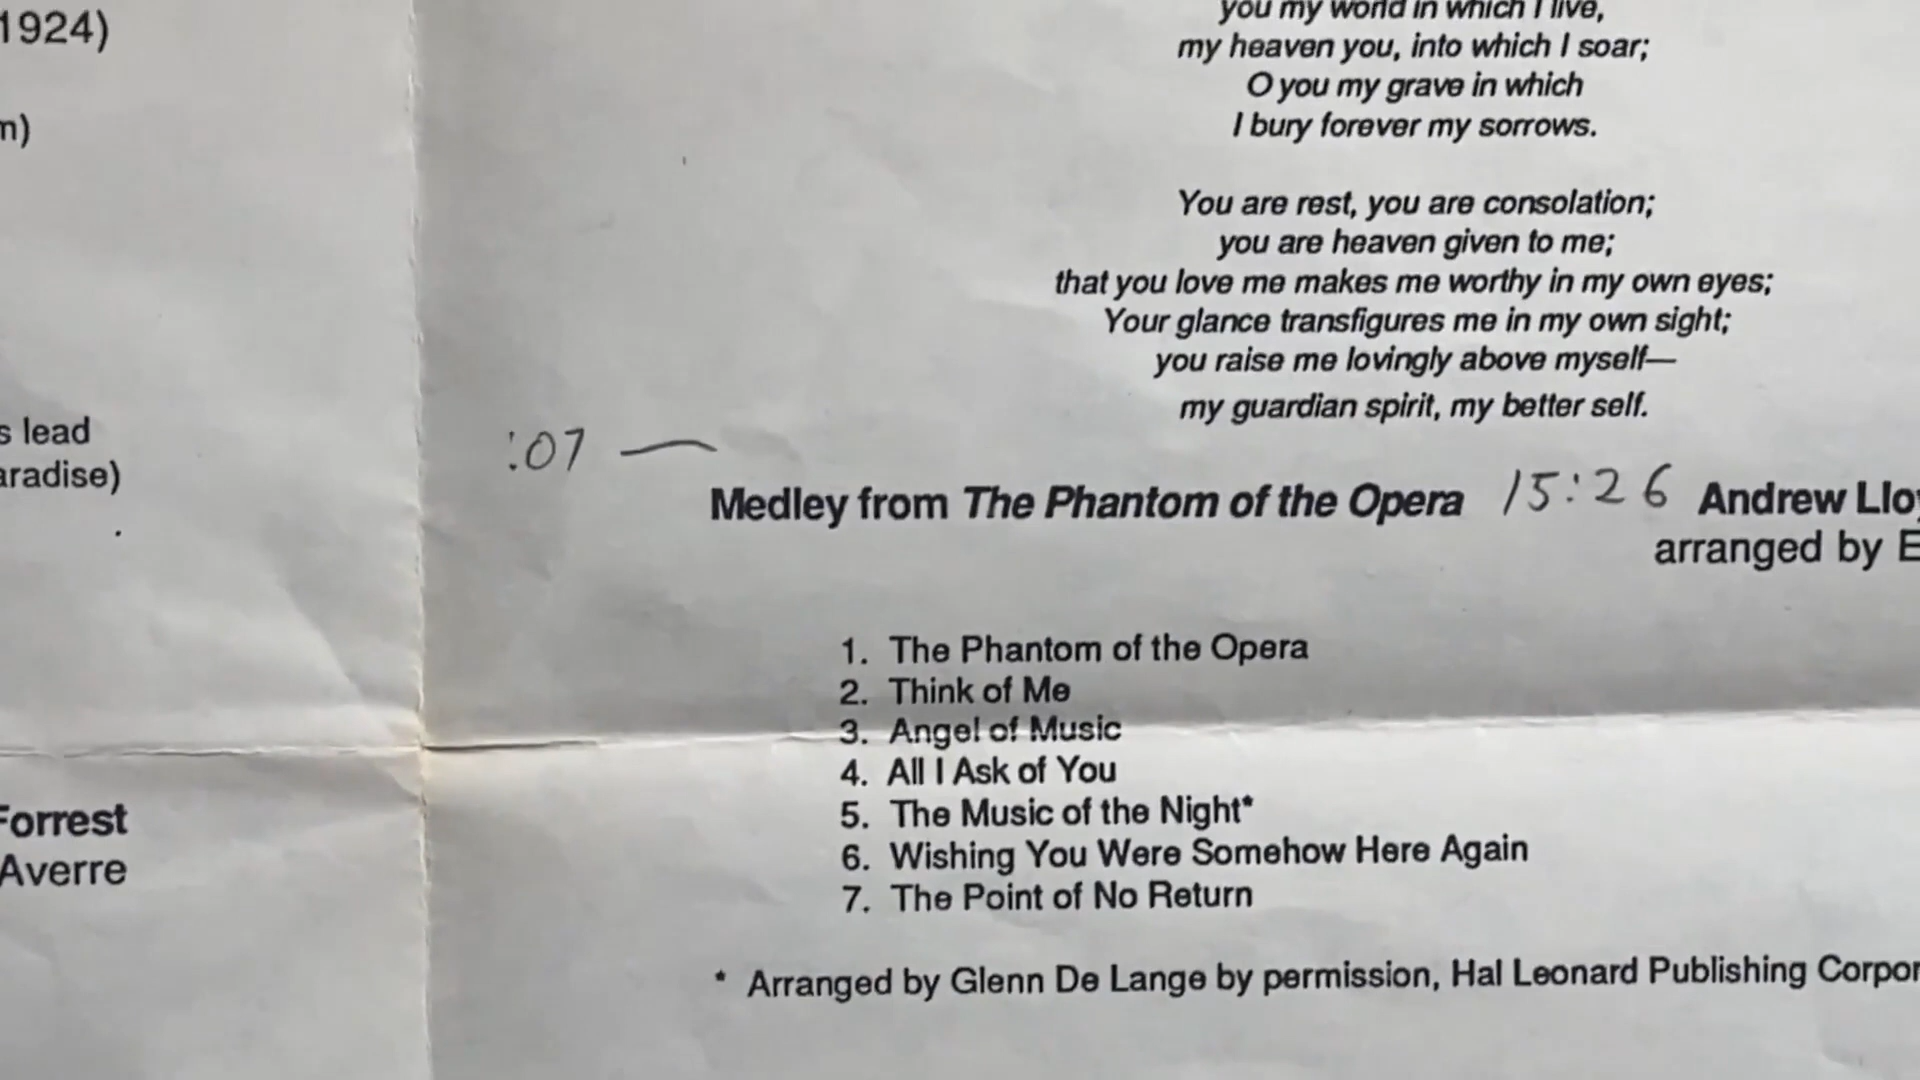 1924)
m)
s lead
aradise)
Forrest
Averre
you my world in which I live,
my heaven you, into which I soar;
O you my grave in which
I bury forever my sorrows.
You are rest, you are consolation;
you are heaven given to me;
that you love me makes me worthy in my own eyes;
Your glance transfigures me in my own sight;
you raise me lovingly above myself—
my guardian spirit, my better self.
:07 —
Medley from The Phantom of the Opera 15:26 Andrew Llo
arranged by E
1. The Phantom of the Opera
2. Think of Me
3. Angel of Music
4. All I Ask of You
5. The Music of the Night*
6. Wishing You Were Somehow Here Again
7. The Point of No Return
* Arranged by Glenn De Lange by permission, Hal Leonard Publishing Corpor